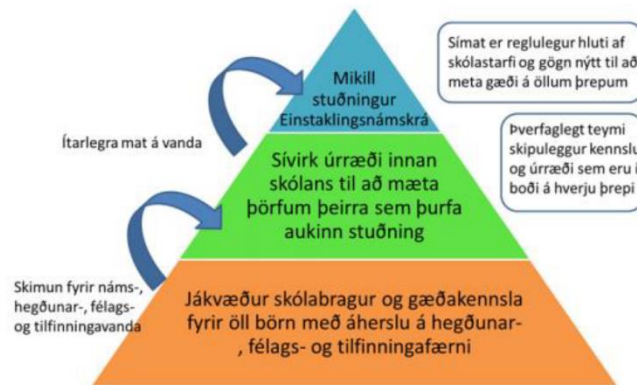 Mikill
stuðningur
Einstaklingsnámskrá
Símat er reglulegur hluti af
skólastarfi og gögn nýtt til að
meta gæði á öllum þrepum
Ítarlegra mat á vanda
Þverfaglegt teymi
skipuleggur kennslu
og úrræði sem eru í
boði á hverju þrepi
Sívirk úrræði innan
skólans til að mæta
þörfum þeirra sem þurfa
aukinn stuðning
Skimun fyrir náms-,
hegðunar-, félags-
og tilfinningavanda
Jákvæður skólabragur og gæðakennsla
fyrir öll börn með áherslu á hegðunar-
, félags- og tilfinningafærni